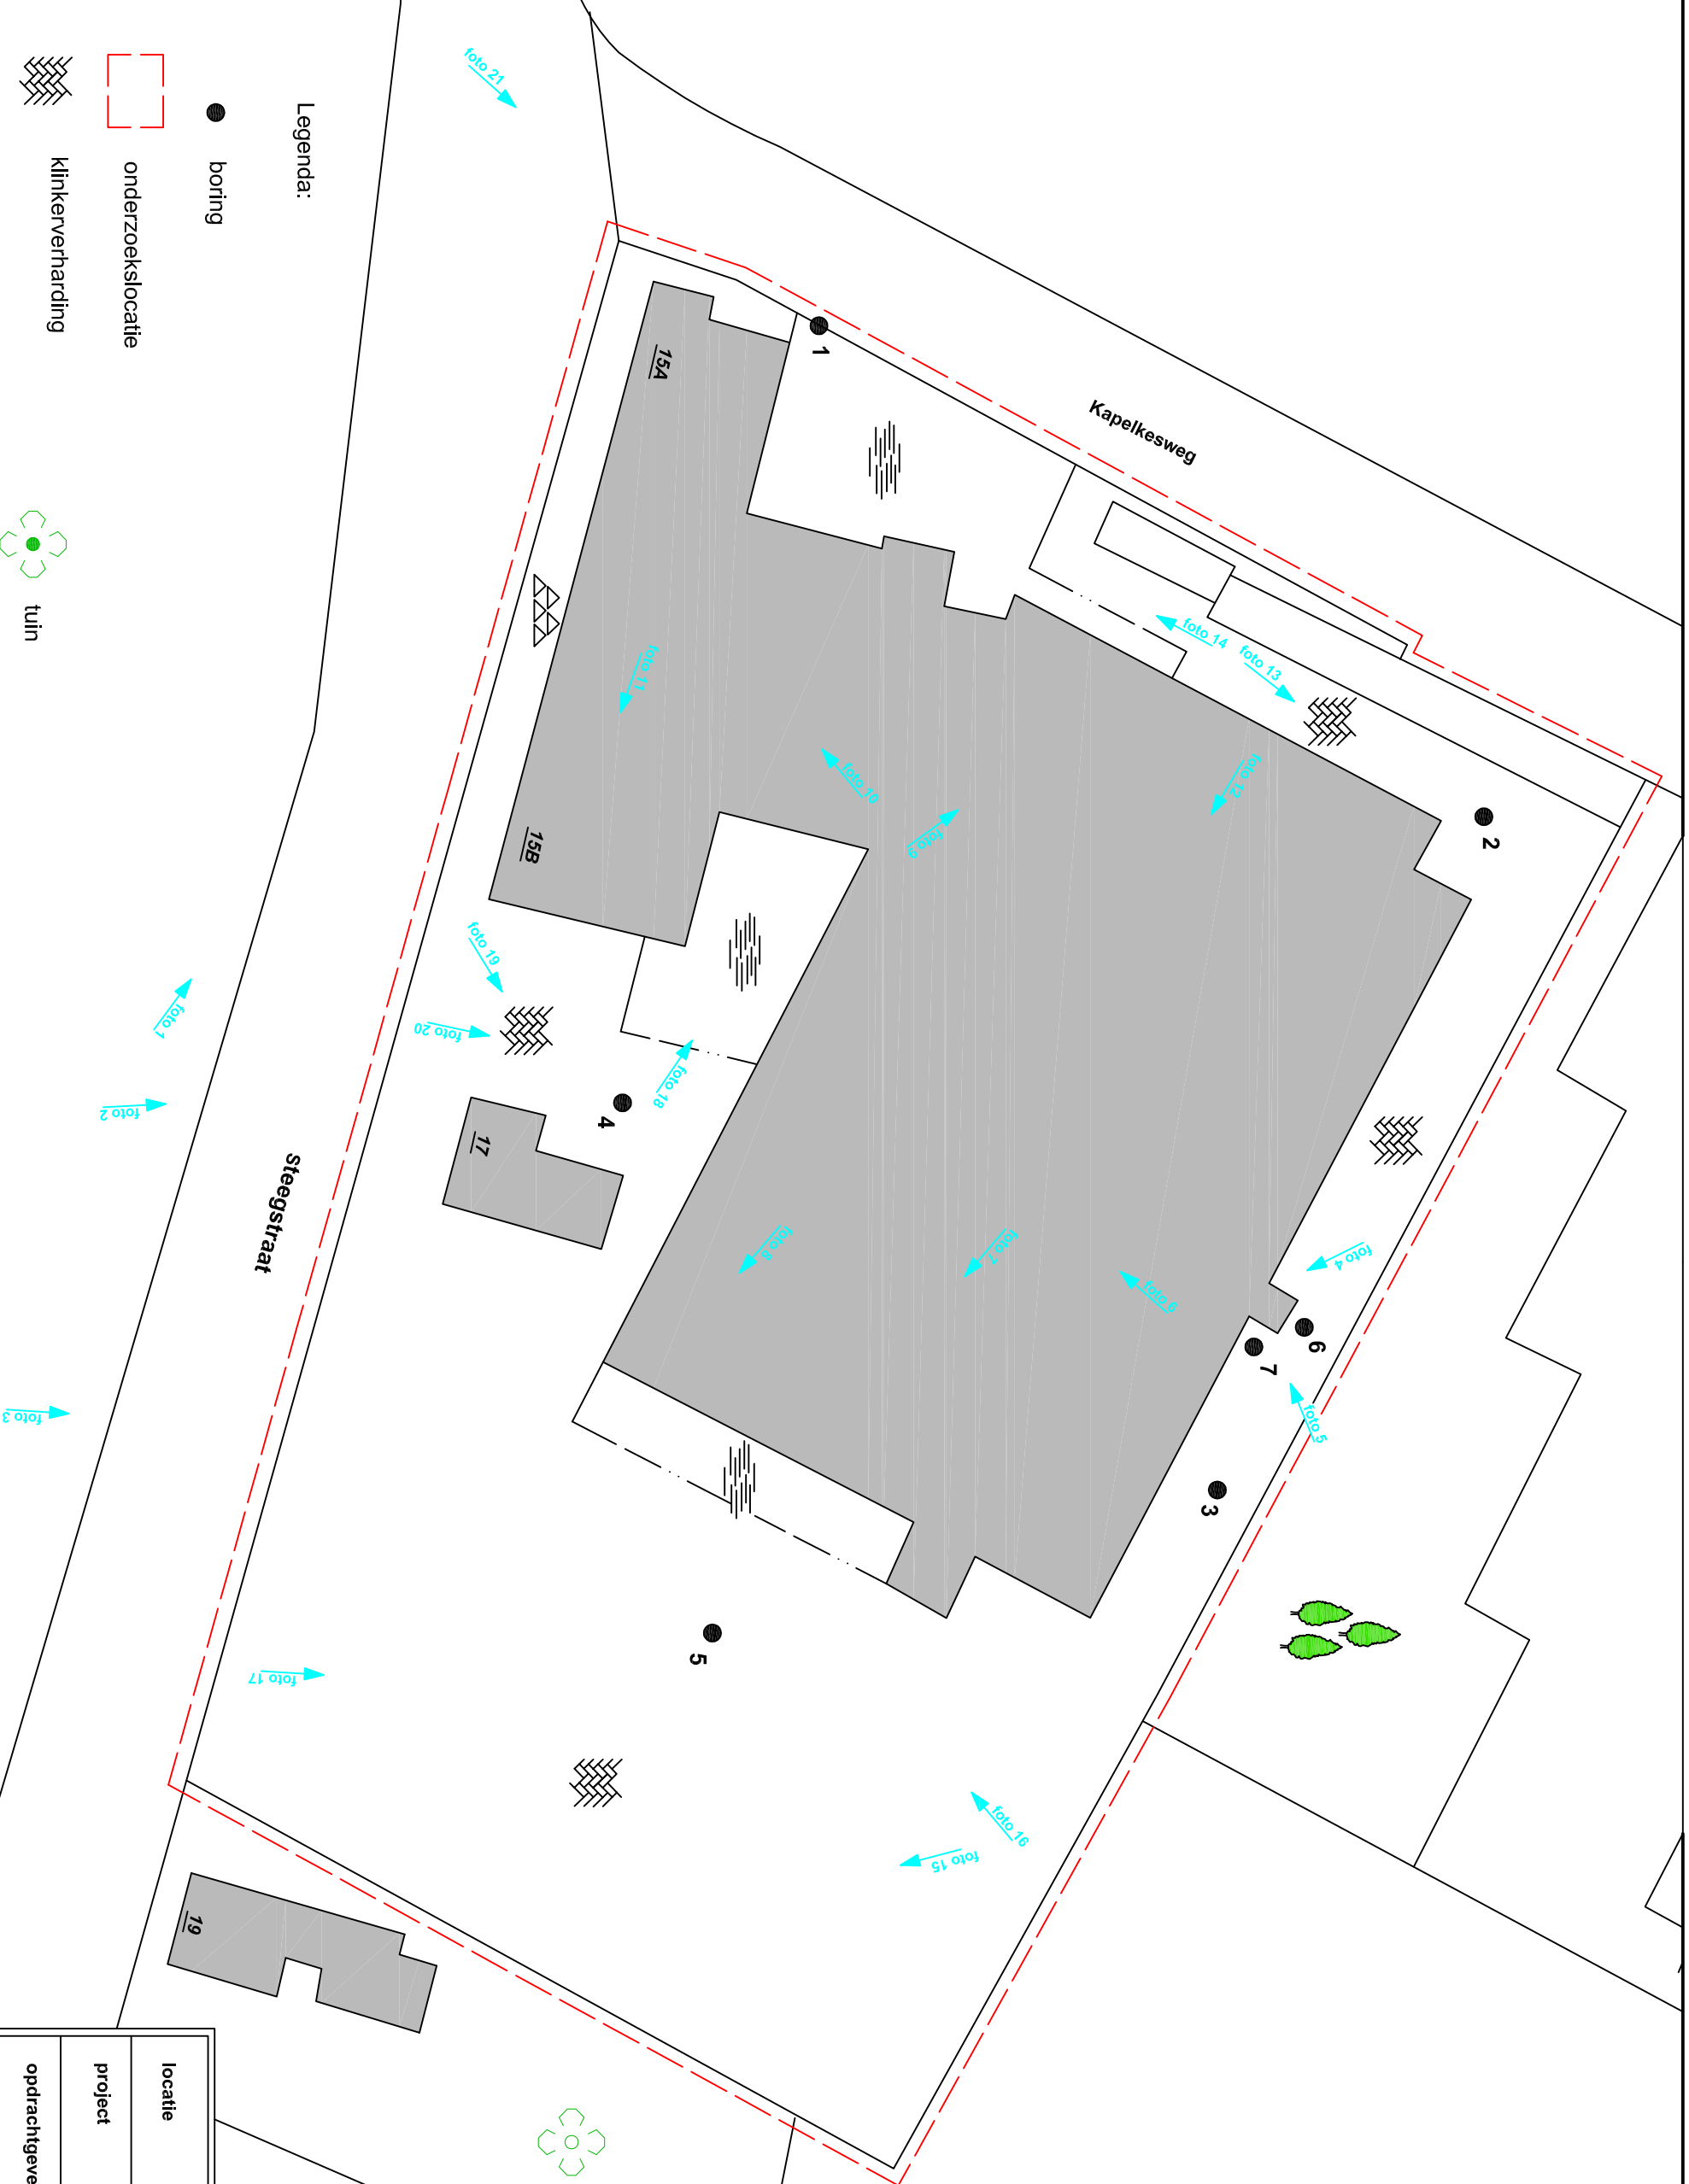 Legenda:
boring
onderzoekslocatie
klinkerverharding
tuin
Kapelkesweg
Steegstraat
15A
15B
17
19
1
2
3
4
5
6
7
foto 1
foto 2
foto 3
foto 4
foto 5
foto 6
foto 7
foto 8
foto 9
foto 10
foto 11
foto 12
foto 13
foto 14
foto 15
foto 16
foto 17
foto 18
foto 19
foto 20
foto 21
locatie
project
opdrachtgeve